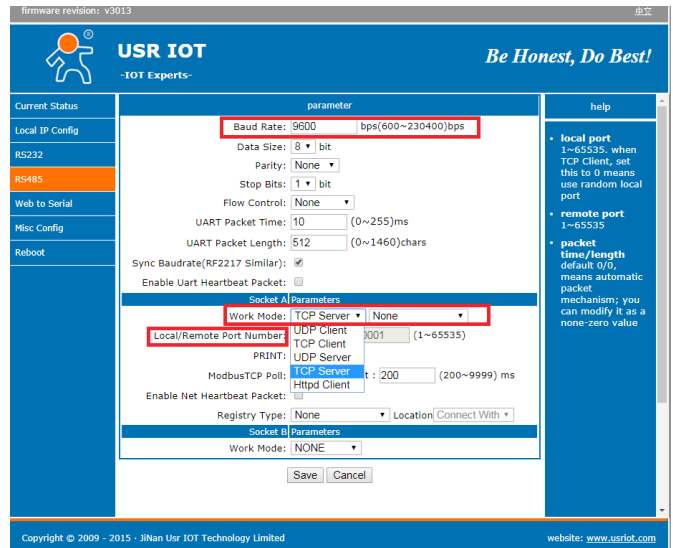 firmware revision: v3013
中文
®
USR IOT
-IOT Experts-
Be Honest, Do Best!
Current Status
Local IP Config
RS232
RS485
Web to Serial
Misc Config
Reboot
parameter
Baud Rate: 9600 bps(600~230400)bps
Data Size: 8 bit
Parity: None
Stop Bits: 1 bit
Flow Control: None
UART Packet Time: 10 (0~255)ms
UART Packet Length: 512 (0~1460)chars
Sync Baudrate(RF2217 Similar):
Enable Uart Heartbeat Packet:
Socket A Parameters
Work Mode: TCP Server None
UDP Client
TCP Client
UDP Server
TCP Server
Httpd Client
Local/Remote Port Number: 0001 (1~65535)
PRINT:
ModbusTCP Poll: t : 200 (200~9999) ms
Enable Net Heartbeat Packet:
Registry Type: None Location Connect With
Socket B Parameters
Work Mode: NONE
Save Cancel
help
• local port
1~65535. when
TCP Client, set
this to 0 means
use random local
port
• remote port
1~65535
• packet
time/length
default 0/0,
means automatic
packet
mechanism; you
can modify it as a
none-zero value
Copyright © 2009 - 2015 · JiNan Usr IOT Technology Limited
website: www.usriot.com